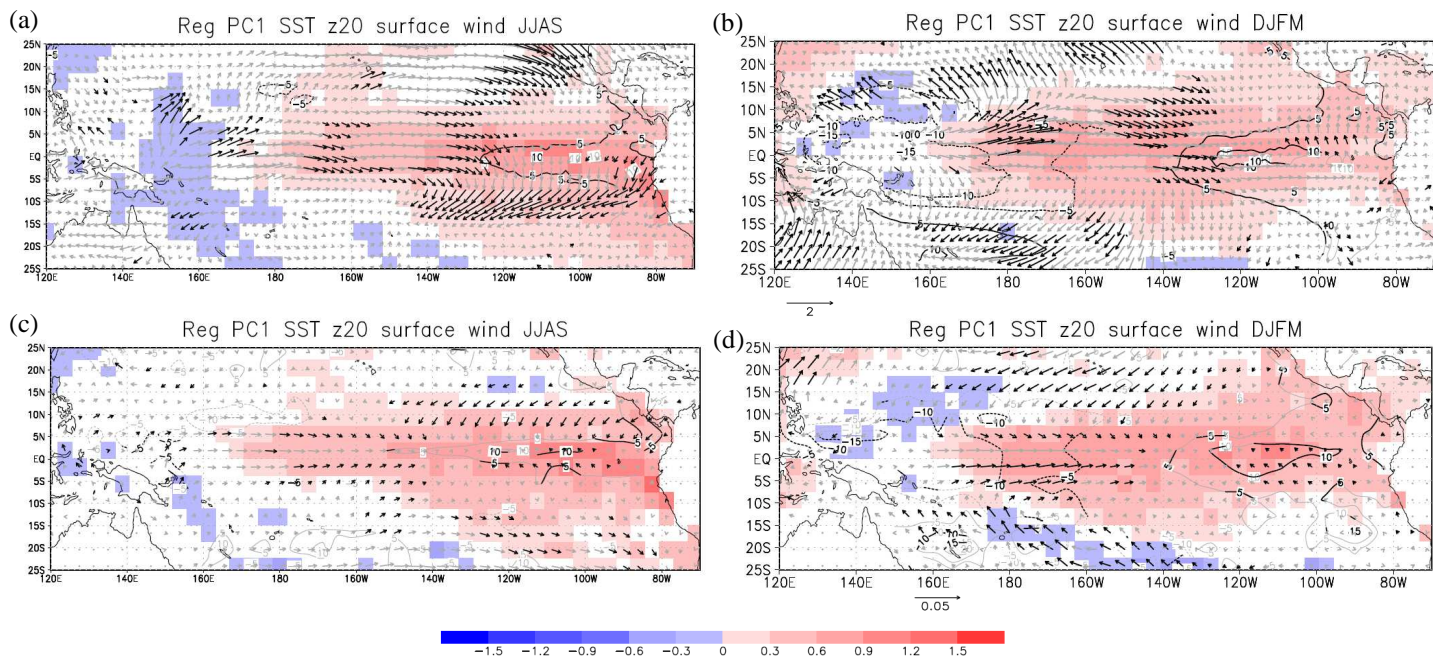 (a)
Reg PC1 SST z20 surface wind JJAS
25N
20N
15N
10N
5N
EQ
5S
10S
15S
20S
25S
120E 140E 160E 180 160W 140W 120W 100W 80W
(b)
Reg PC1 SST z20 surface wind DJFM
25N
20N
15N
10N
5N
EQ
5S
10S
15S
20S
25S
120E 140E 160E 180 160W 140W 120W 100W 80W
2
(c)
Reg PC1 SST z20 surface wind JJAS
25N
20N
15N
10N
5N
EQ
5S
10S
15S
20S
25S
120E 140E 160E 180 160W 140W 120W 100W 80W
(d)
Reg PC1 SST z20 surface wind DJFM
25N
20N
15N
10N
5N
EQ
5S
10S
15S
20S
25S
120E 140E 160E 180 160W 140W 120W 100W 80W
0.05
-1.5 -1.2 -0.9 -0.6 -0.3 0 0.3 0.6 0.9 1.2 1.5